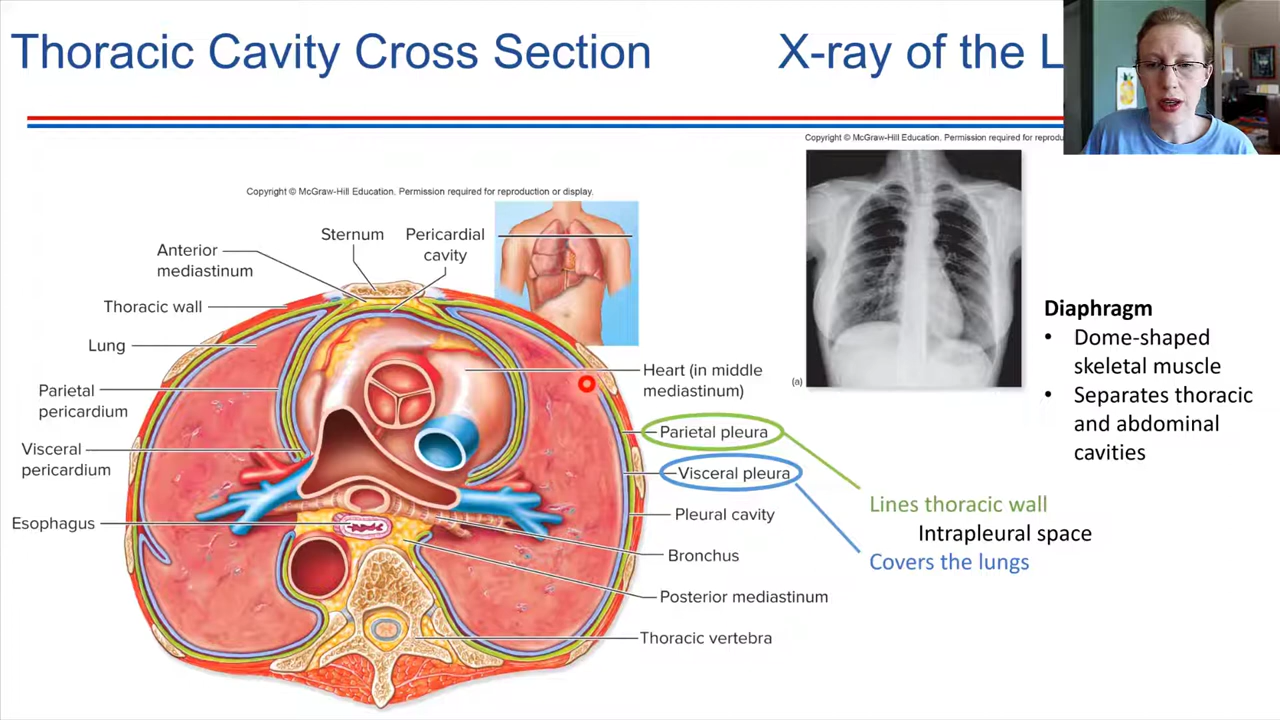 Thoracic Cavity Cross Section
X-ray of the L
Copyright © McGraw-Hill Education. Permission required for reproduction or display.
Sternum
Pericardial
cavity
Anterior
mediastinum
Thoracic wall
Lung
Parietal
pericardium
Visceral
pericardium
Esophagus
Heart (in middle
mediastinum)
Parietal pleura
Visceral pleura
Pleural cavity
Bronchus
Posterior mediastinum
Thoracic vertebra
Copyright © McGraw-Hill Education. Permission required for reprodu
(a)
Diaphragm
• Dome-shaped
skeletal muscle
• Separates thoracic
and abdominal
cavities
Lines thoracic wall
Intrapleural space
Covers the lungs